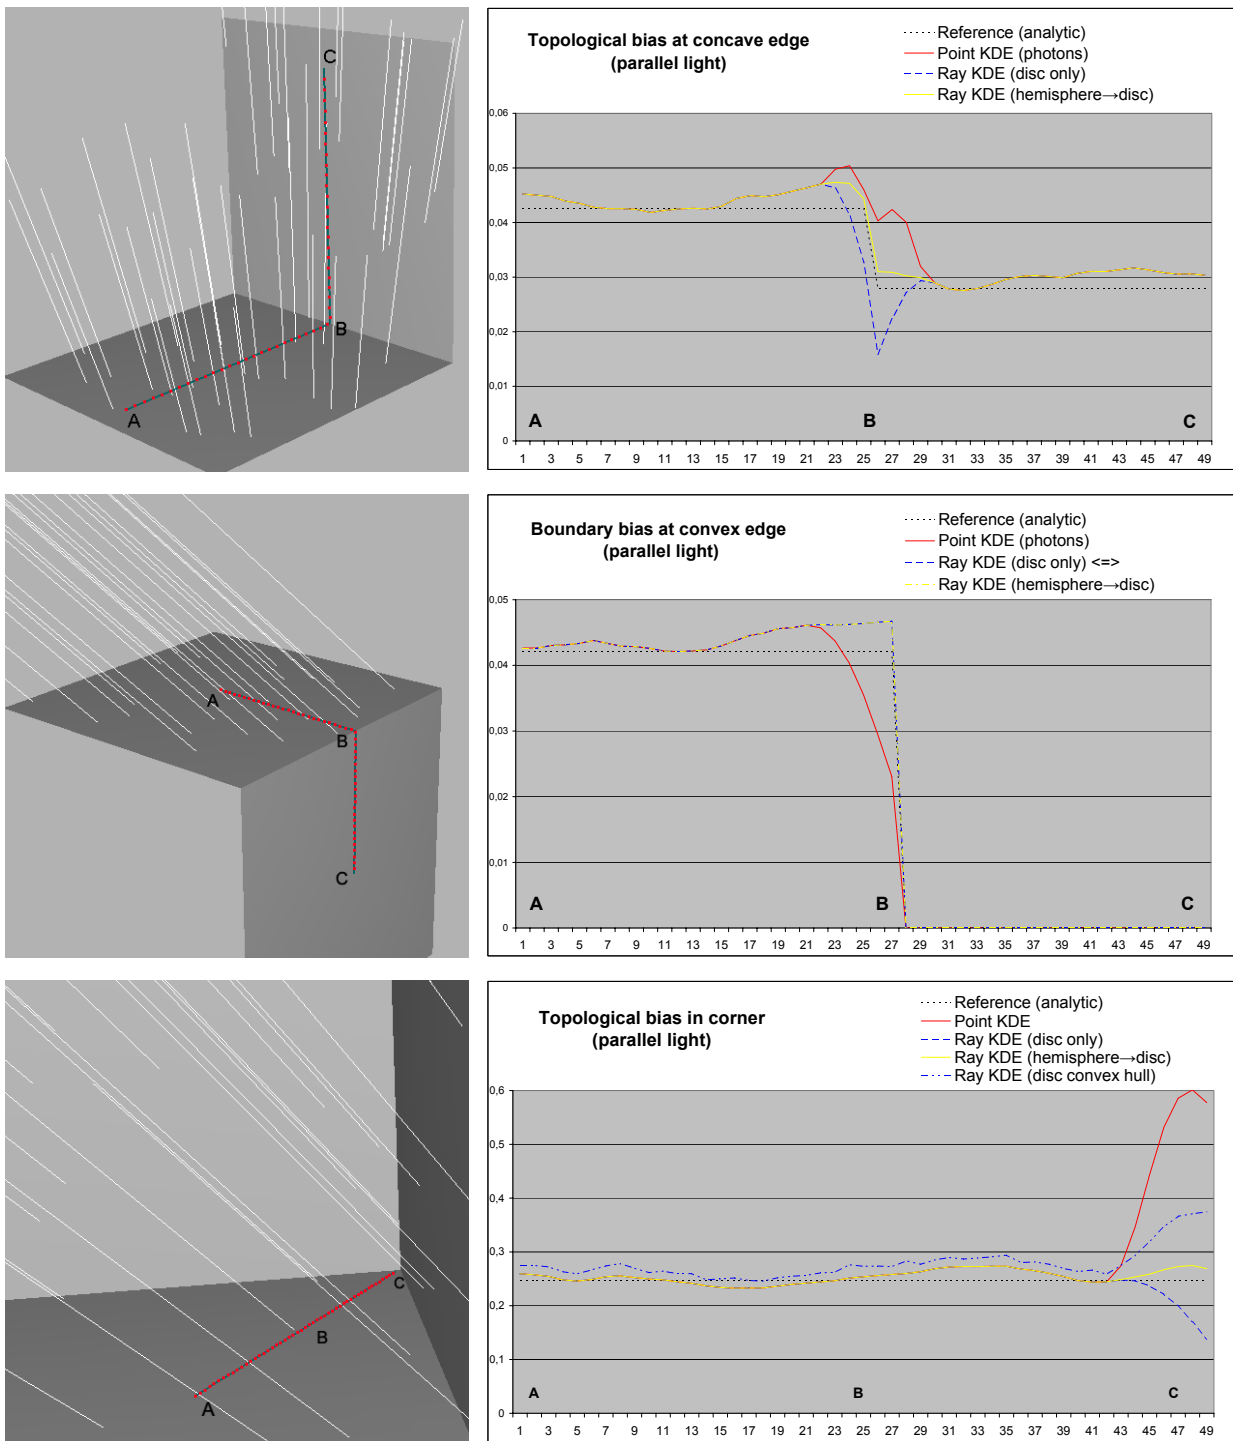 C
B
A
Topological bias at concave edge
(parallel light)
Reference (analytic)
Point KDE (photons)
Ray KDE (disc only)
Ray KDE (hemisphere→disc)
0,06
0,05
0,04
0,03
0,02
0,01
0
A B C
1 3 5 7 9 11 13 15 17 19 21 23 25 27 29 31 33 35 37 39 41 43 45 47 49
A
B
C
Boundary bias at convex edge
(parallel light)
Reference (analytic)
Point KDE (photons)
Ray KDE (disc only) <=>
Ray KDE (hemisphere→disc)
0,05
0,04
0,03
0,02
0,01
0
A B C
1 3 5 7 9 11 13 15 17 19 21 23 25 27 29 31 33 35 37 39 41 43 45 47 49
C
B
A
Topological bias in corner
(parallel light)
Reference (analytic)
Point KDE
Ray KDE (disc only)
Ray KDE (hemisphere→disc)
Ray KDE (disc convex hull)
0,6
0,5
0,4
0,3
0,2
0,1
0
A B C
1 3 5 7 9 11 13 15 17 19 21 23 25 27 29 31 33 35 37 39 41 43 45 47 49